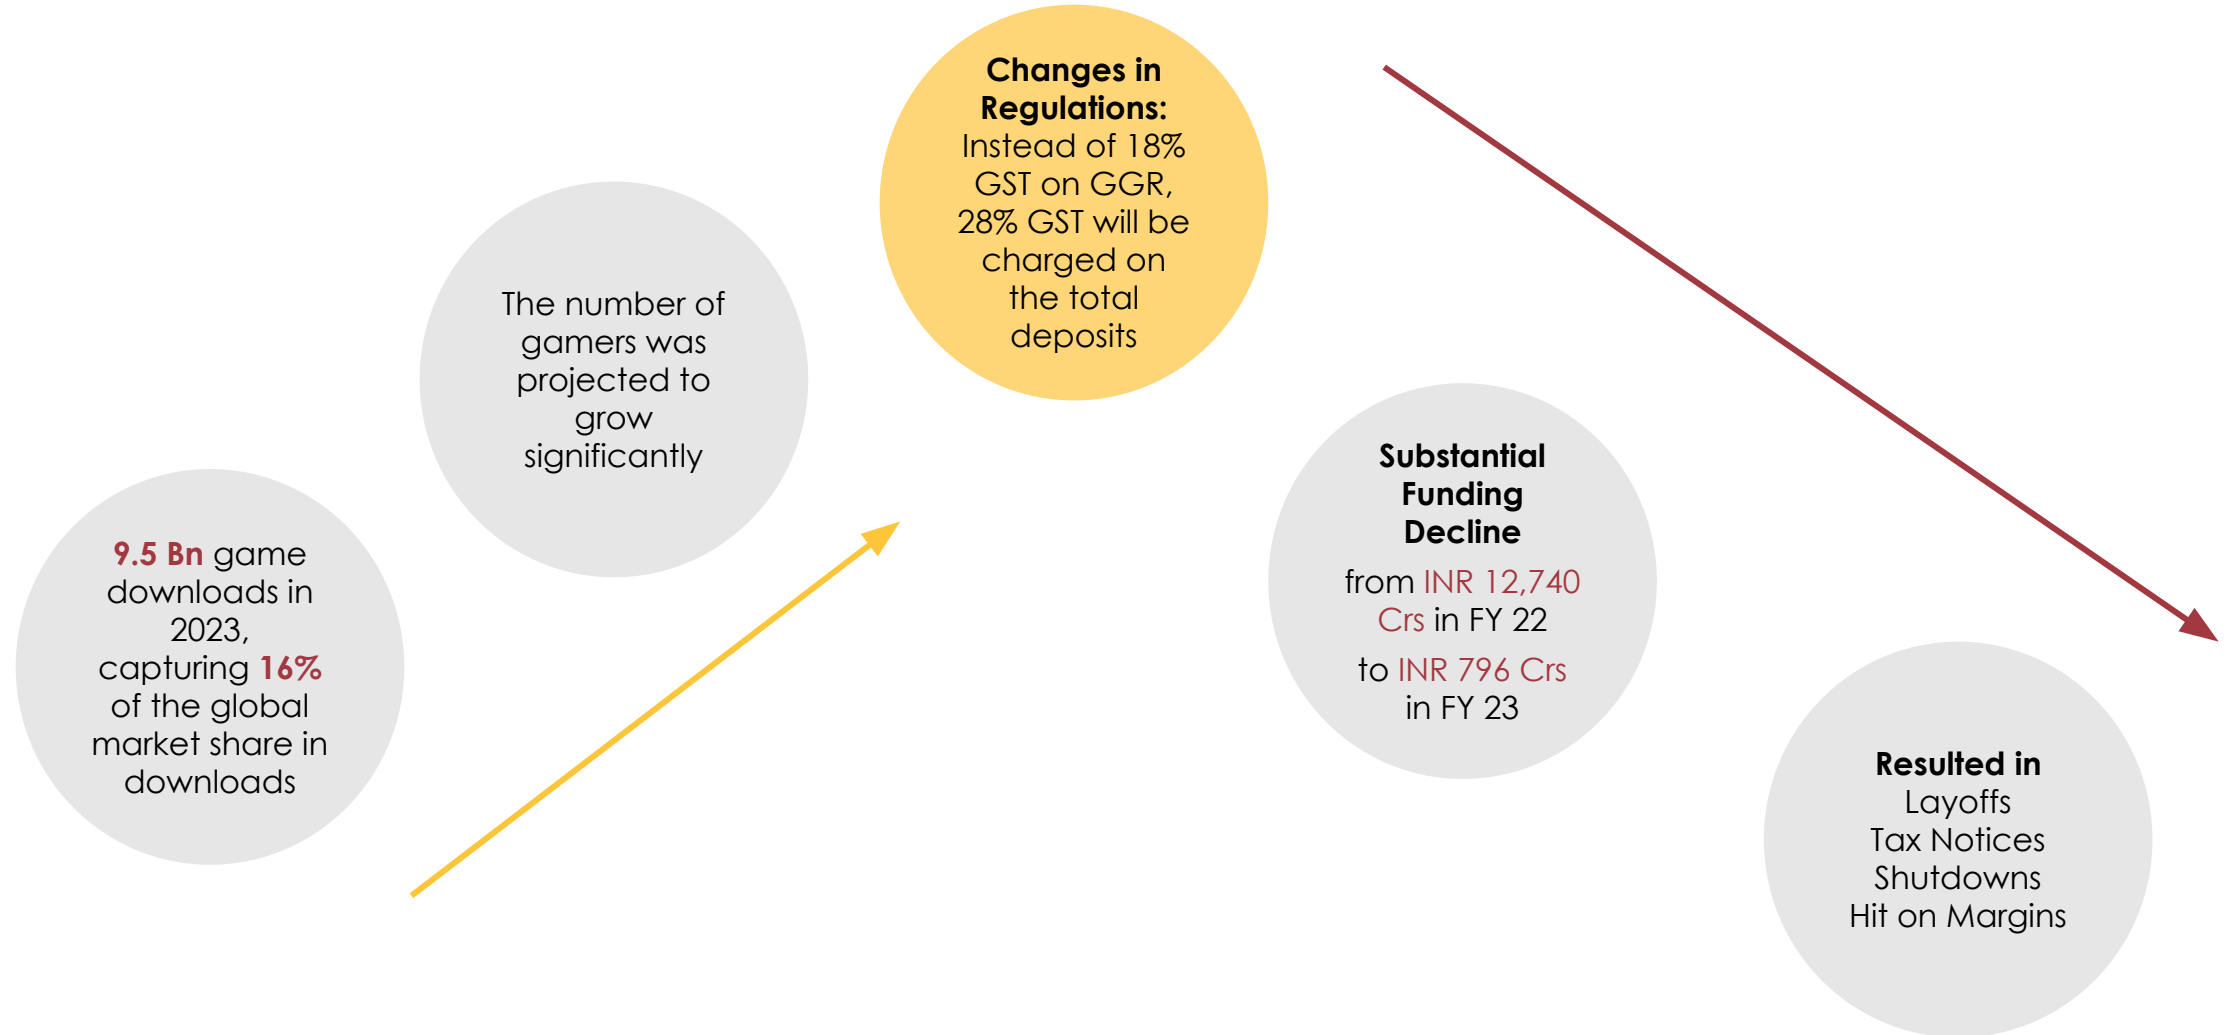 9.5 Bn game
downloads in
2023,
capturing 16%
of the global
market share in
downloads
The number of
gamers was
projected to
grow
significantly
Changes in
Regulations:
Instead of 18%
GST on GGR,
28% GST will be
charged on
the total
deposits
Substantial
Funding
Decline
from INR 12,740
Crs in FY 22
to INR 796 Crs
in FY 23
Resulted in
Layoffs
Tax Notices
Shutdowns
Hit on Margins